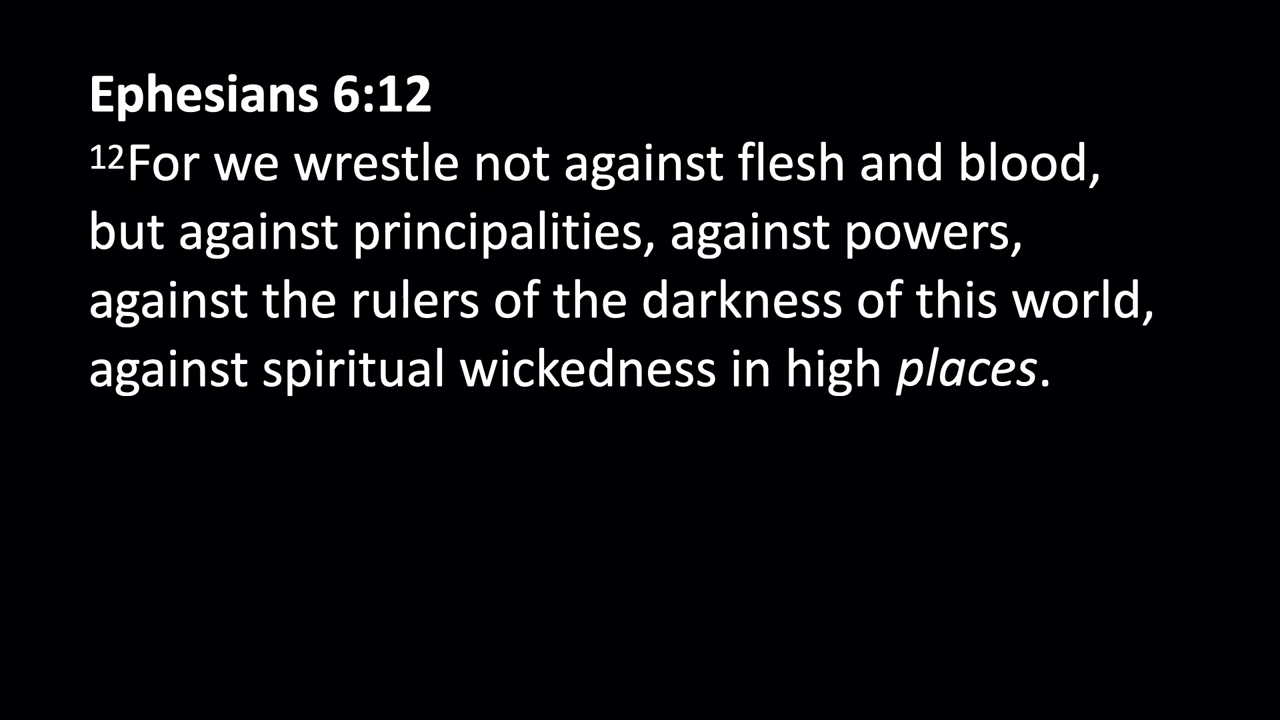 Ephesians 6:12
12For we wrestle not against flesh and blood,
but against principalities, against powers,
against the rulers of the darkness of this world,
against spiritual wickedness in high places.